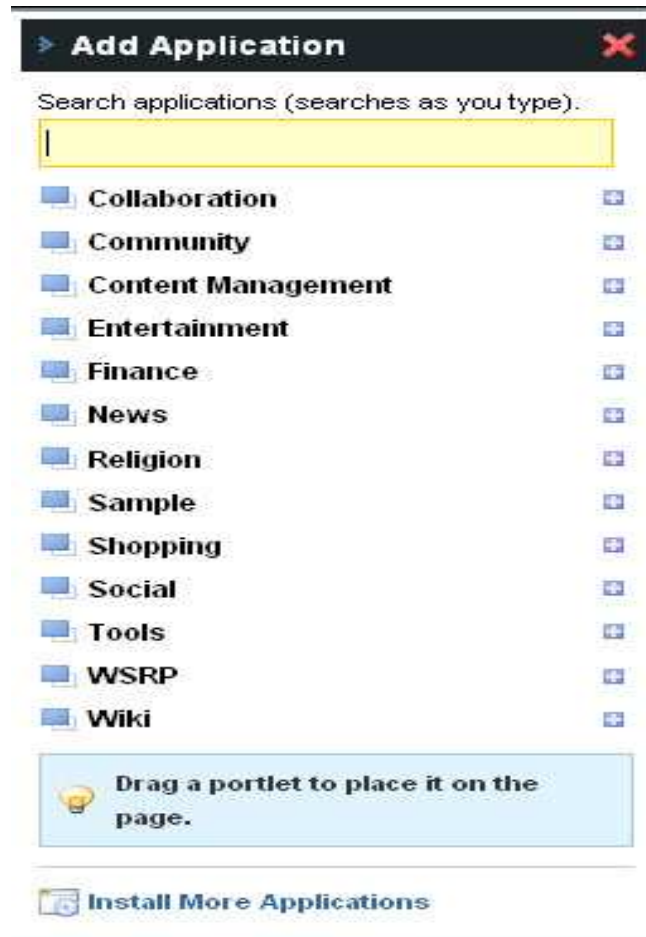 Add Application
Search applications (searches as you type).
Collaboration
Community
Content Management
Entertainment
Finance
News
Religion
Sample
Shopping
Social
Tools
WSRP
Wiki
Drag a portlet to place it on the
page.
Install More Applications